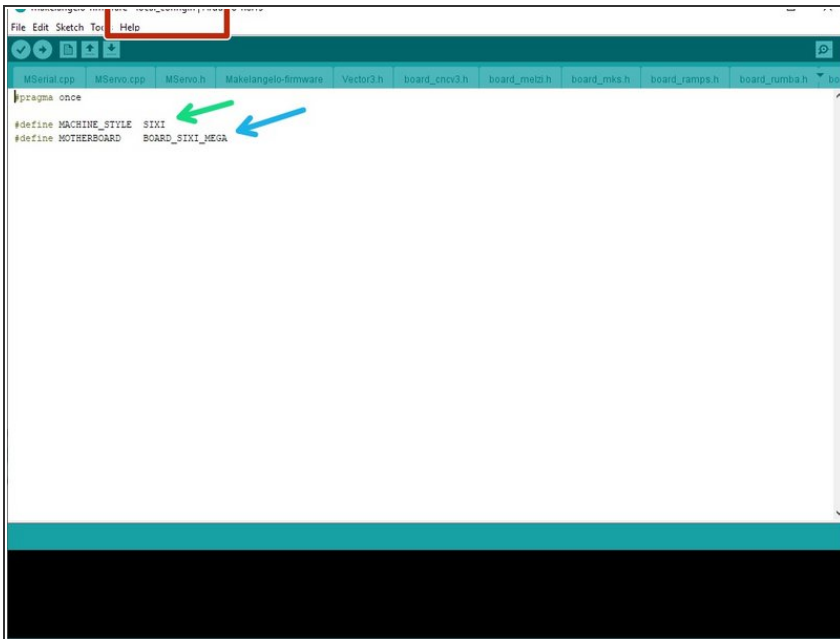 File Edit Sketch Help
MSerial.cpp MServo.cpp MServo.h Makelangelo-firmware Vector3.h board_cncv3.h board_melzi.h board_mks.h board_ramps.h board_rumba.h
#pragma once
#define MACHINE_STYLE SIXI
#define MOTHERBOARD BOARD_SIXI_MEGA